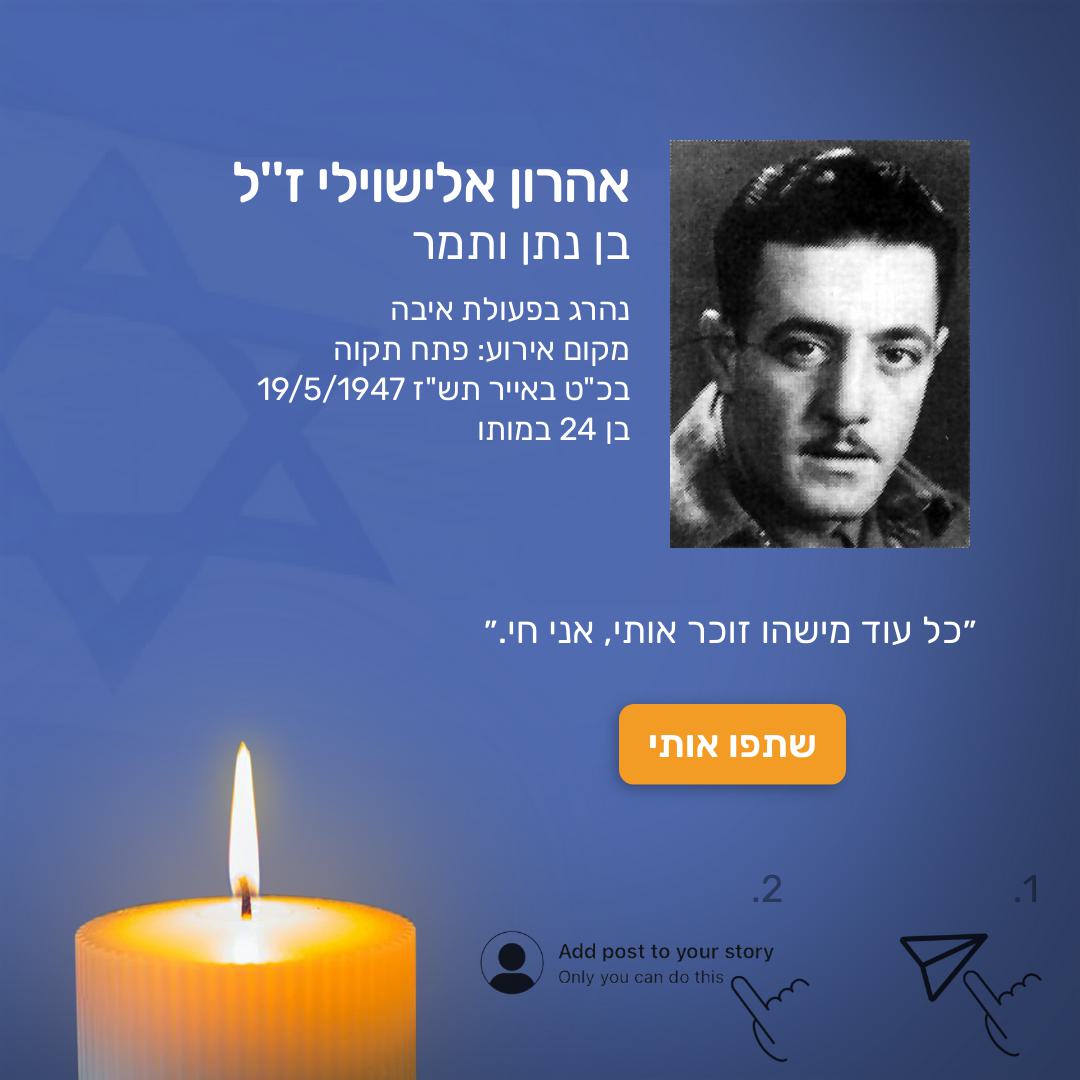 אהרון אלישוילי ז"ל
בן נתן ותמר
נהרג בפעולת איבה
מקום אירוע: פתח תקוה
בכ"ט באייר תש"ז 19/5/1947
בן 24 במותו
״כל עוד מישהו זוכר אותי, אני חי.״
שתפו אותי
1.
2.
Add post to your story
Only you can do this